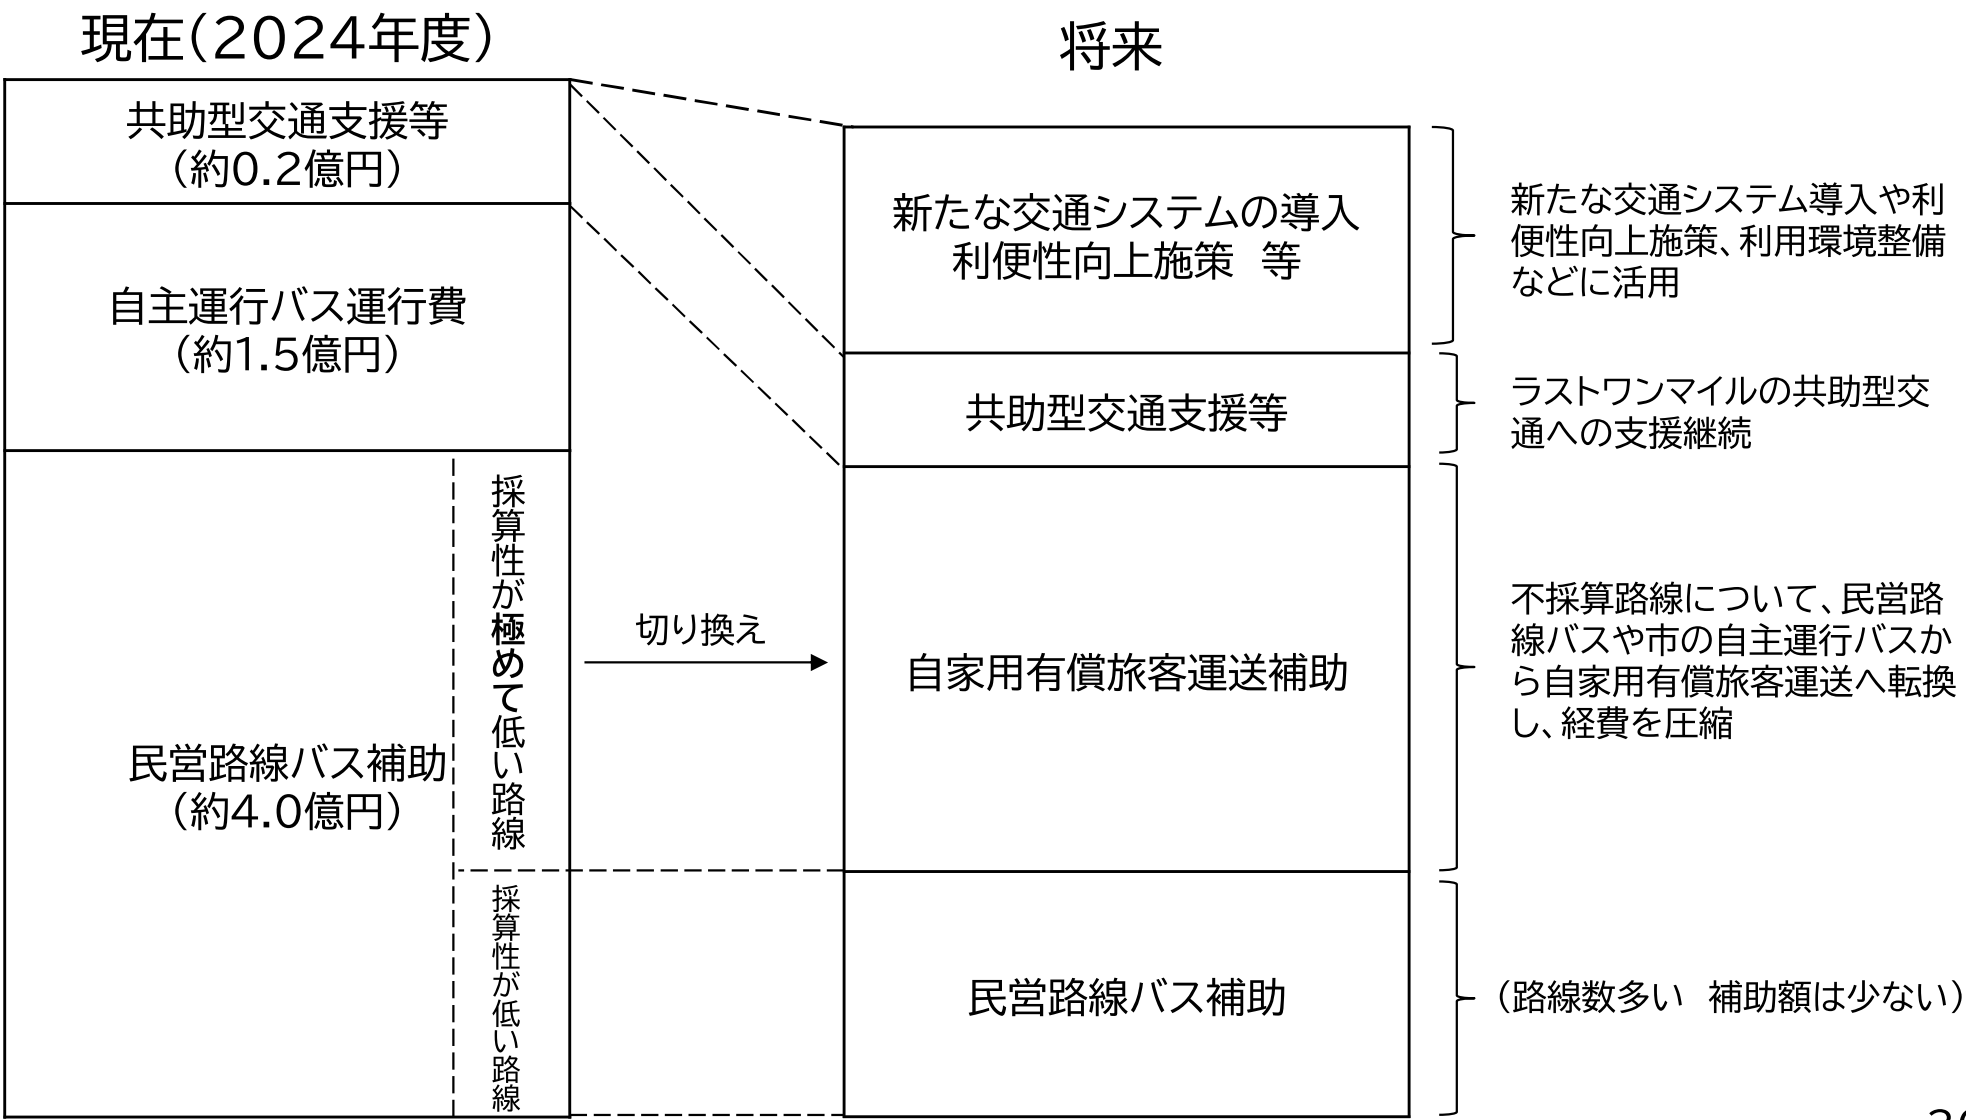 現在（2024年度）
共助型交通支援等
（約0.2億円）
自主運行バス運行費
（約1.5億円）
民営路線バス補助
（約4.0億円）
採算性が極めて低い路線
採算性が低い路線
切り換え
将来
新たな交通システムの導入
利便性向上施策　等
共助型交通支援等
自家用有償旅客運送補助
民営路線バス補助
新たな交通システム導入や利
便性向上施策、利用環境整備
などに活用
ラストワンマイルの共助型交
通への支援継続
不採算路線について、民営路
線バスや市の自主運行バスか
ら自家用有償旅客運送へ転換
し、経費を圧縮
（路線数多い　補助額は少ない）